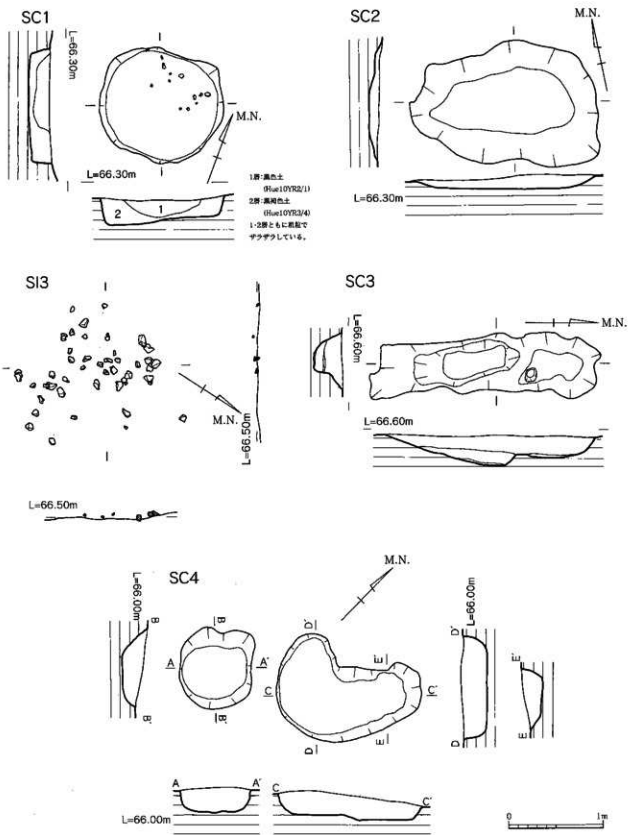 SC1
L=66.30m
M.N.
L=66.30m
2
1
1層:黒色土
(Hue10YR2/1)
2層:黒褐色土
(Hue10YR3/4)
1・2層ともに粗粒で
ザラザラしている。
SC2
M.N.
L=66.30m
SI3
M.N.
L=66.50m
L=66.50m
SC3
L=66.60m
M.N.
L=66.60m
SC4
M.N.
L=66.00m
B
B'
B
A
A'
B'
D'
E'
C
C'
D
E
L=66.00m
D'
D
E'
E
A
A'
L=66.00m
C
C'
0
1m